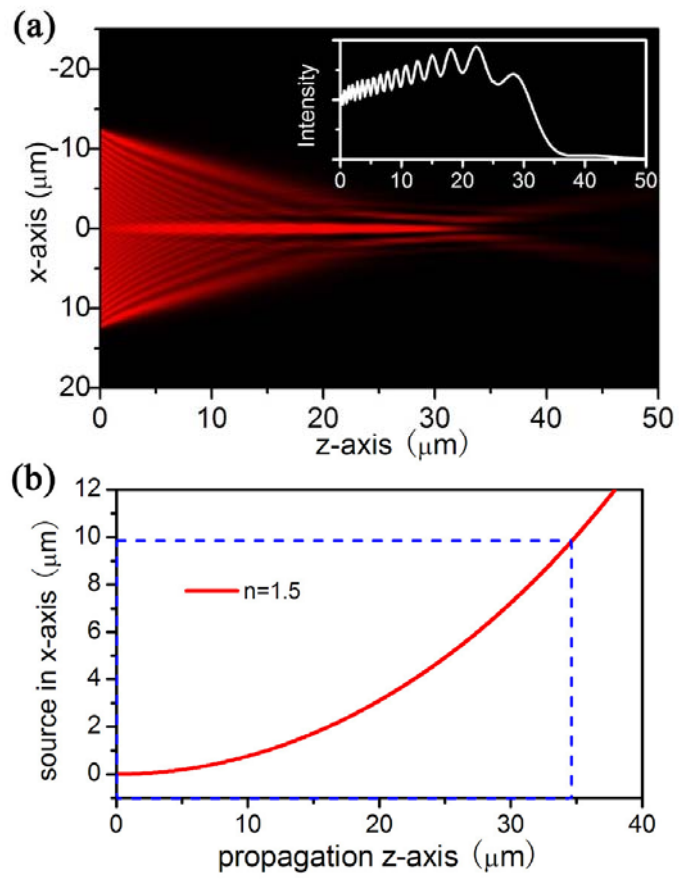 (a)
-20
-10
0
10
20
x-axis (μm)
Intensity
0 10 20 30 40 50
0 10 20 30 40 50
z-axis (μm)
(b)
12
10
8
6
4
2
0
source in x-axis (μm)
n=1.5
0 10 20 30 40
propagation z-axis (μm)